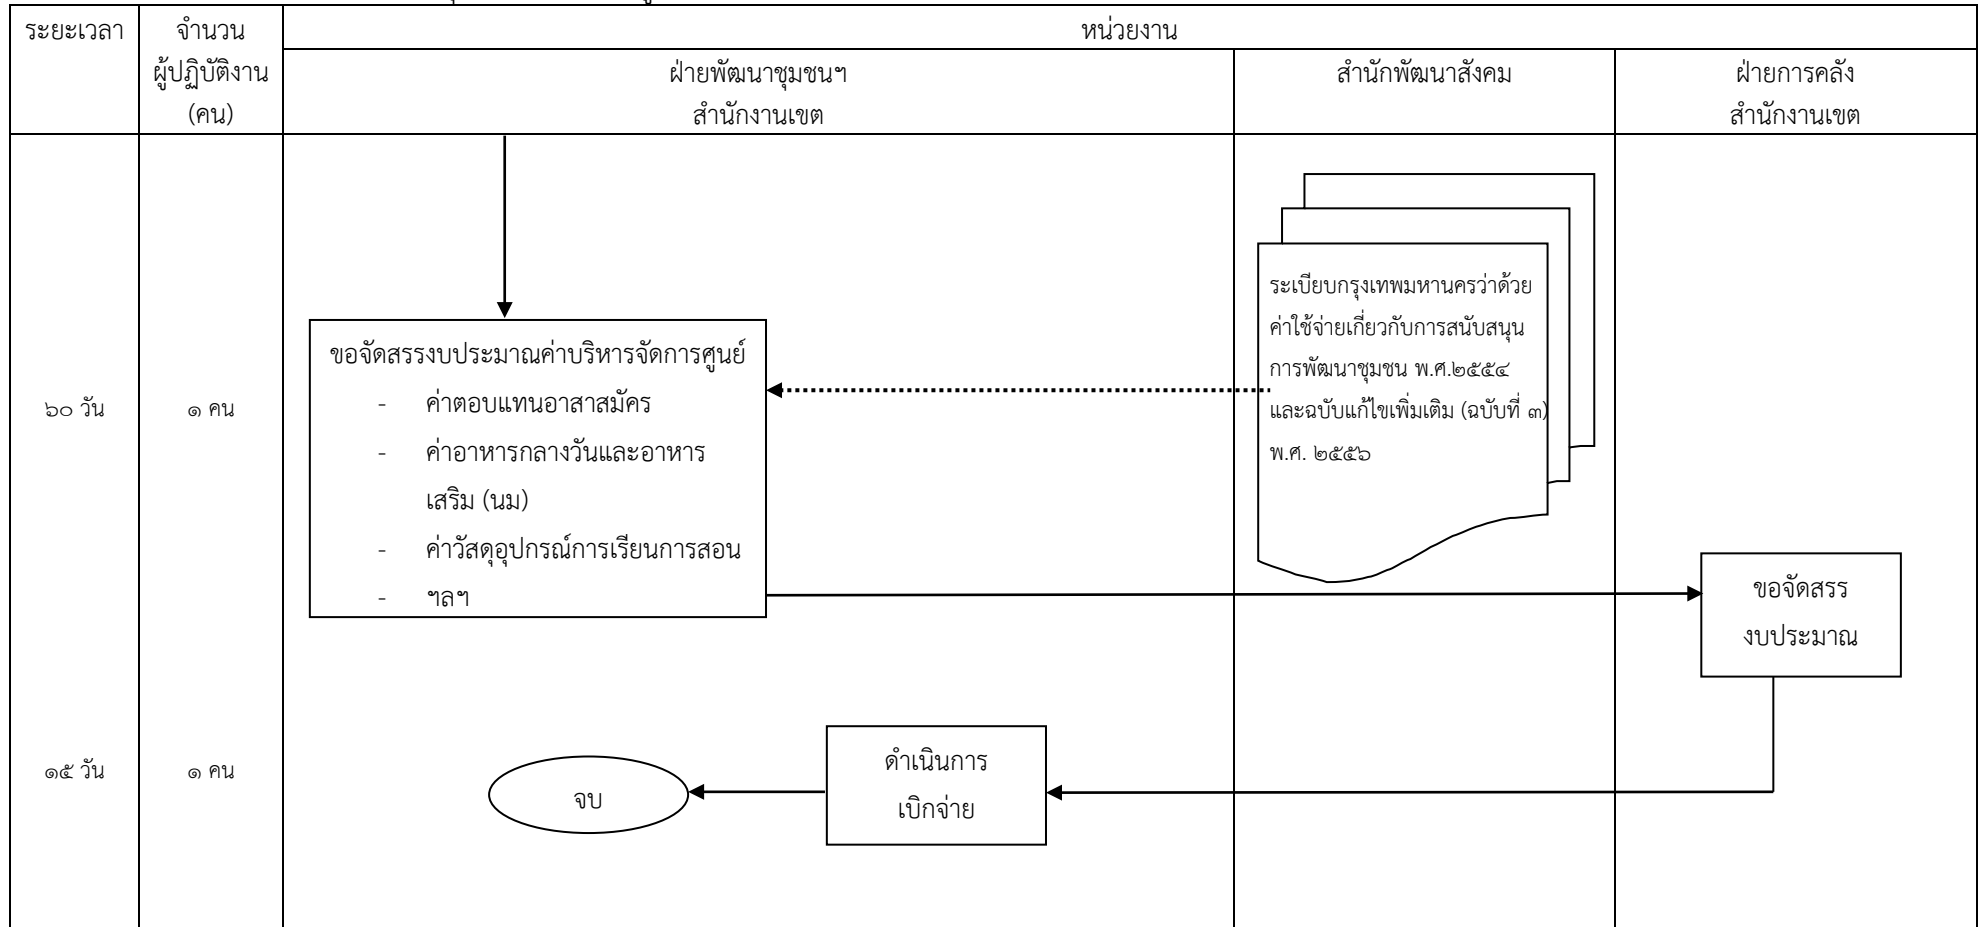 ระยะเวลา
จำนวน
ผู้ปฏิบัติงาน
(คน)
หน่วยงาน
ฝ่ายพัฒนาชุมชนฯ
สำนักงานเขต
สำนักพัฒนาสังคม
ฝ่ายการคลัง
สำนักงานเขต
ระเบียบกรุงเทพมหานครว่าด้วย
ค่าใช้จ่ายเกี่ยวกับการสนับสนุน
การพัฒนาชุมชน พ.ศ.๒๕๕๔
และฉบับแก้ไขเพิ่มเติม (ฉบับที่ ๓)
พ.ศ. ๒๕๕๖
๖๐ วัน
๑ คน
ขอจัดสรรงบประมาณค่าบริหารจัดการศูนย์
- ค่าตอบแทนอาสาสมัคร
- ค่าอาหารกลางวันและอาหาร
เสริม (นม)
- ค่าวัสดุอุปกรณ์การเรียนการสอน
- ฯลฯ
ขอจัดสรร
งบประมาณ
๑๕ วัน
๑ คน
จบ
ดำเนินการ
เบิกจ่าย